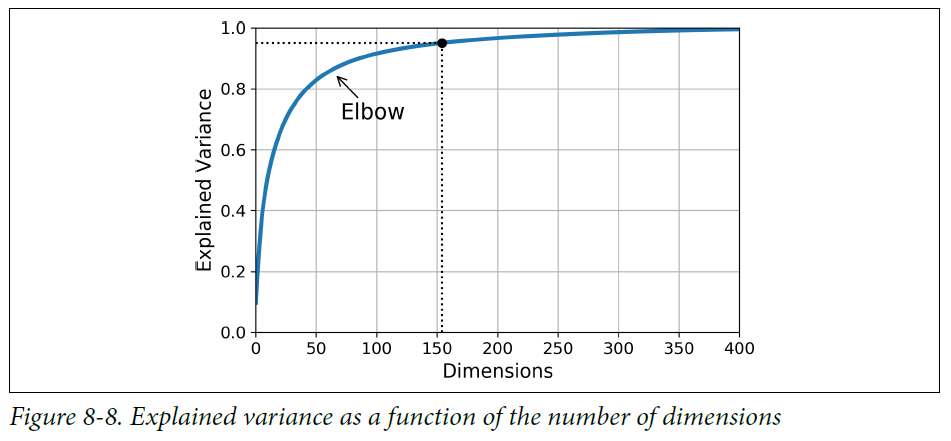 1.0
0.8
0.6
0.4
0.2
0.0
Explained Variance
Elbow
0 50 100 150 200 250 300 350 400
Dimensions
Figure 8-8. Explained variance as a function of the number of dimensions